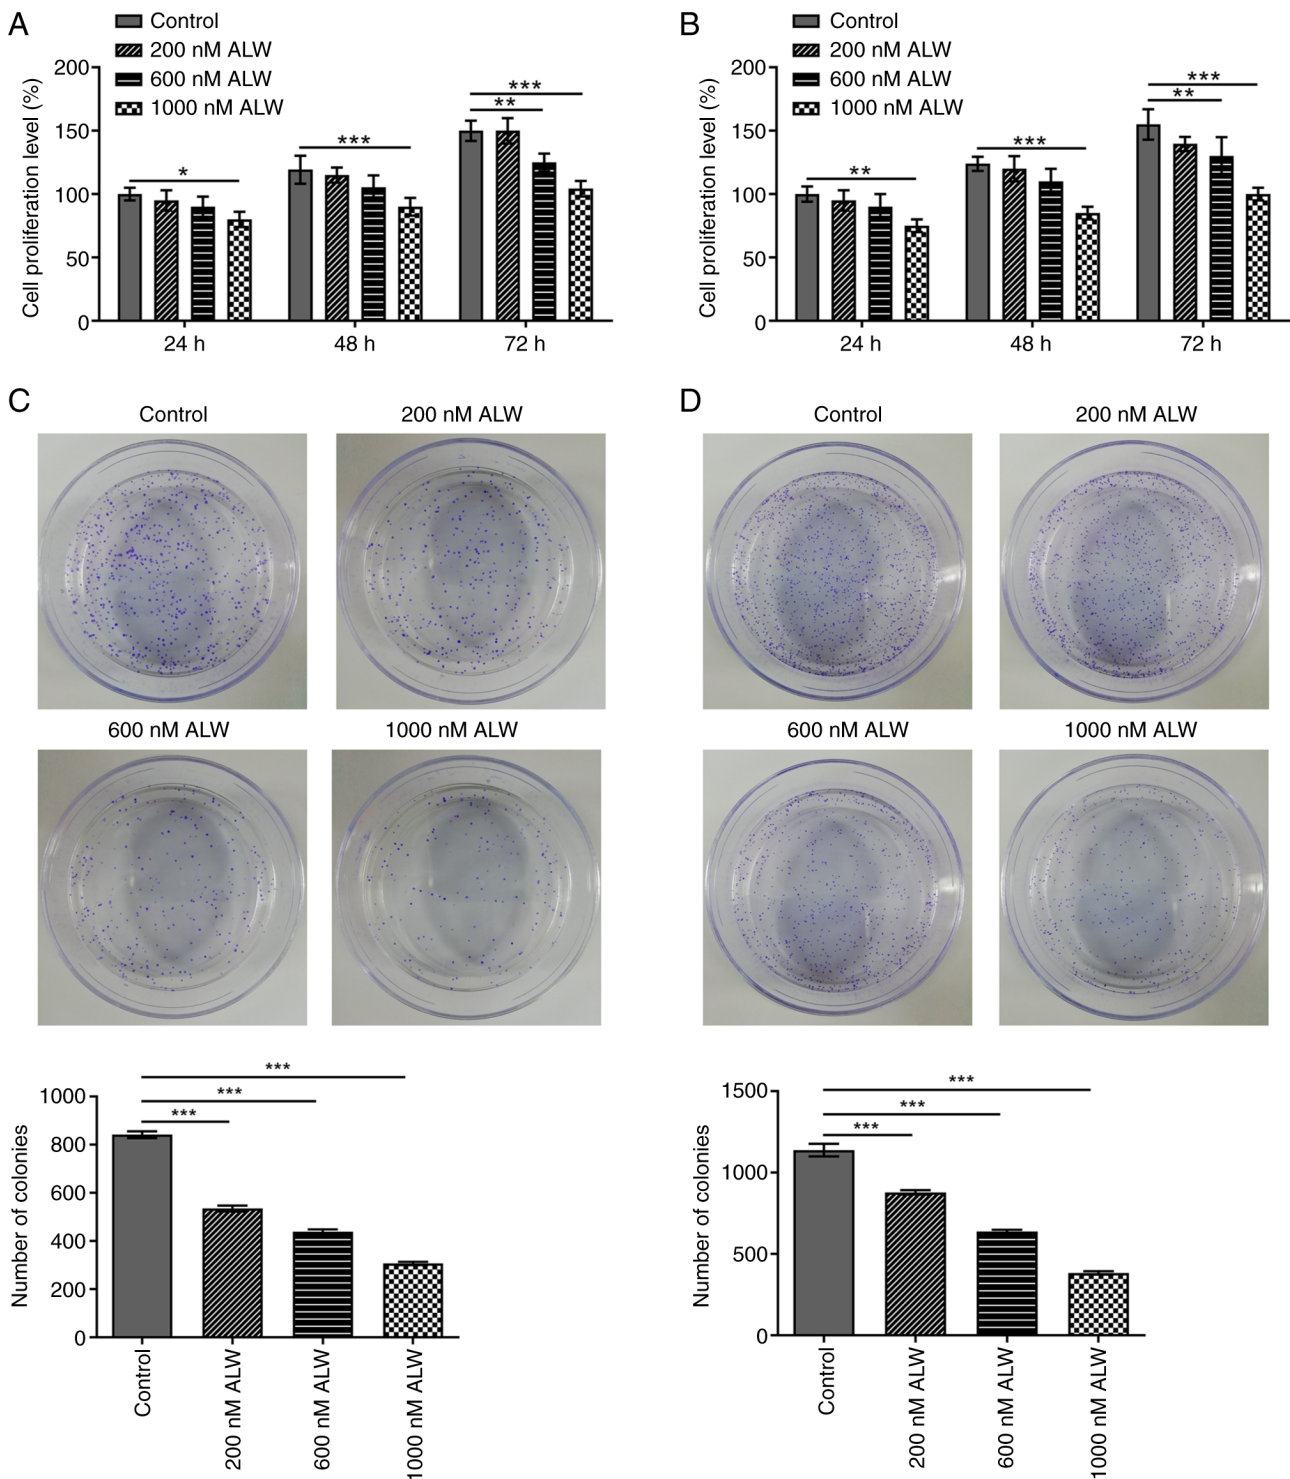 A
Control
200 nM ALW
600 nM ALW
1000 nM ALW
Cell proliferation level (%)
200
150
100
50
0
*
***
**
***
24 h
48 h
72 h
B
Control
200 nM ALW
600 nM ALW
1000 nM ALW
Cell proliferation level (%)
200
150
100
50
0
**
***
**
***
24 h
48 h
72 h
C
Control
200 nM ALW
600 nM ALW
1000 nM ALW
Number of colonies
1000
800
600
400
200
0
***
***
***
Control
200 nM ALW
600 nM ALW
1000 nM ALW
D
Control
200 nM ALW
600 nM ALW
1000 nM ALW
Number of colonies
1500
1000
500
0
***
***
***
Control
200 nM ALW
600 nM ALW
1000 nM ALW